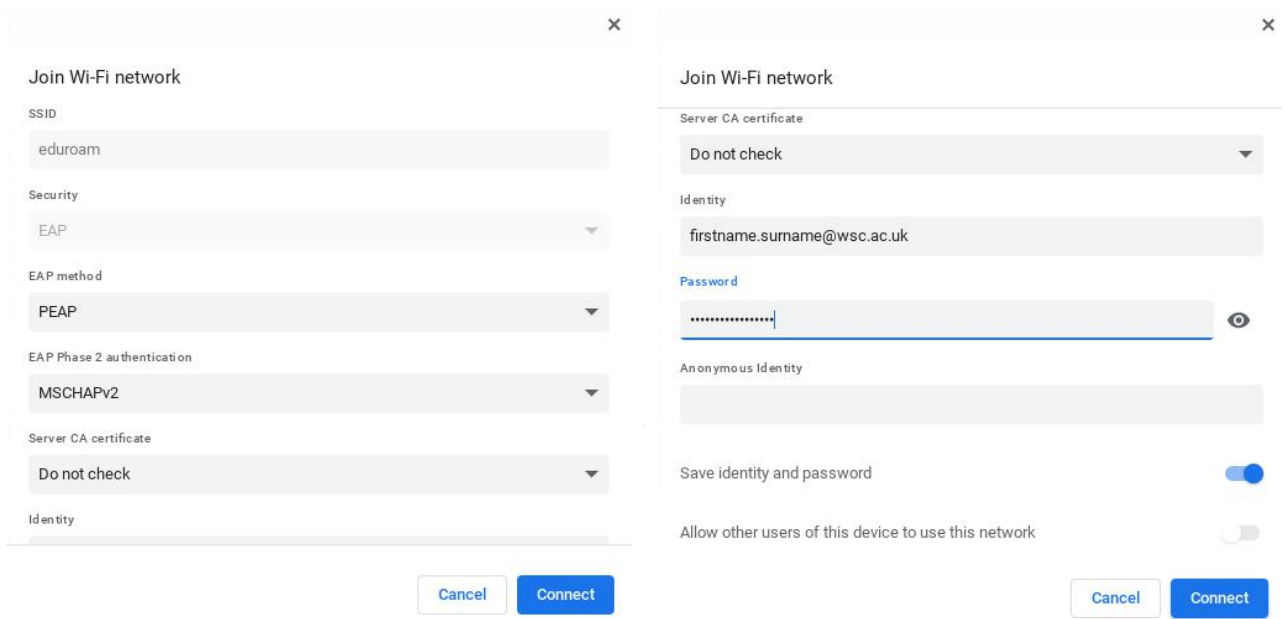 Join Wi-Fi network
SSID
eduroam
Security
EAP
EAP method
PEAP
EAP Phase 2 authentication
MSCHAPv2
Server CA certificate
Do not check
Identity
Cancel
Connect
Join Wi-Fi network
Server CA certificate
Do not check
Identity
firstname.surname@wsc.ac.uk
Password
•••••••••••••••••
Anonymous Identity
Save identity and password
Allow other users of this device to use this network
Cancel
Connect